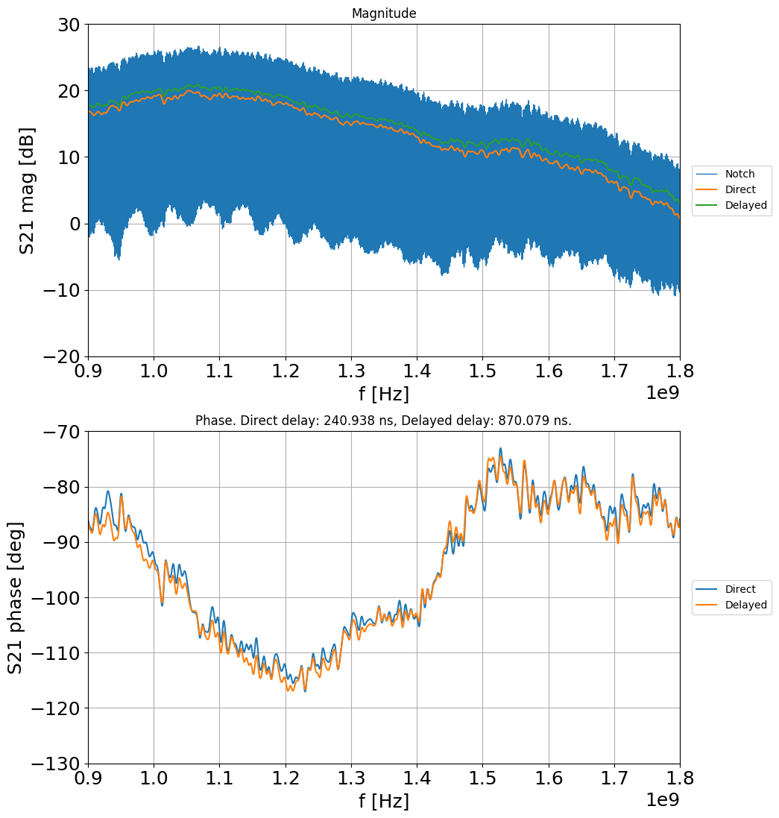 Magnitude
S21 mag [dB]
30
20
10
0
−10
−20
0.9 1.0 1.1 1.2 1.3 1.4 1.5 1.6 1.7 1.8
f [Hz]
1e9
Notch
Direct
Delayed
Phase. Direct delay: 240.938 ns, Delayed delay: 870.079 ns.
S21 phase [deg]
−70
−80
−90
−100
−110
−120
−130
0.9 1.0 1.1 1.2 1.3 1.4 1.5 1.6 1.7 1.8
f [Hz]
1e9
Direct
Delayed